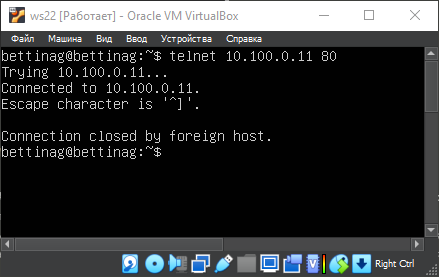 ws22 [Работает] - Oracle VM VirtualBox
Файл Машина Вид Ввод Устройства Справка
bettinag@bettinag:~$ telnet 10.100.0.11 80
Trying 10.100.0.11...
Connected to 10.100.0.11.
Escape character is '^]'.
Connection closed by foreign host.
bettinag@bettinag:~$
Right Ctrl